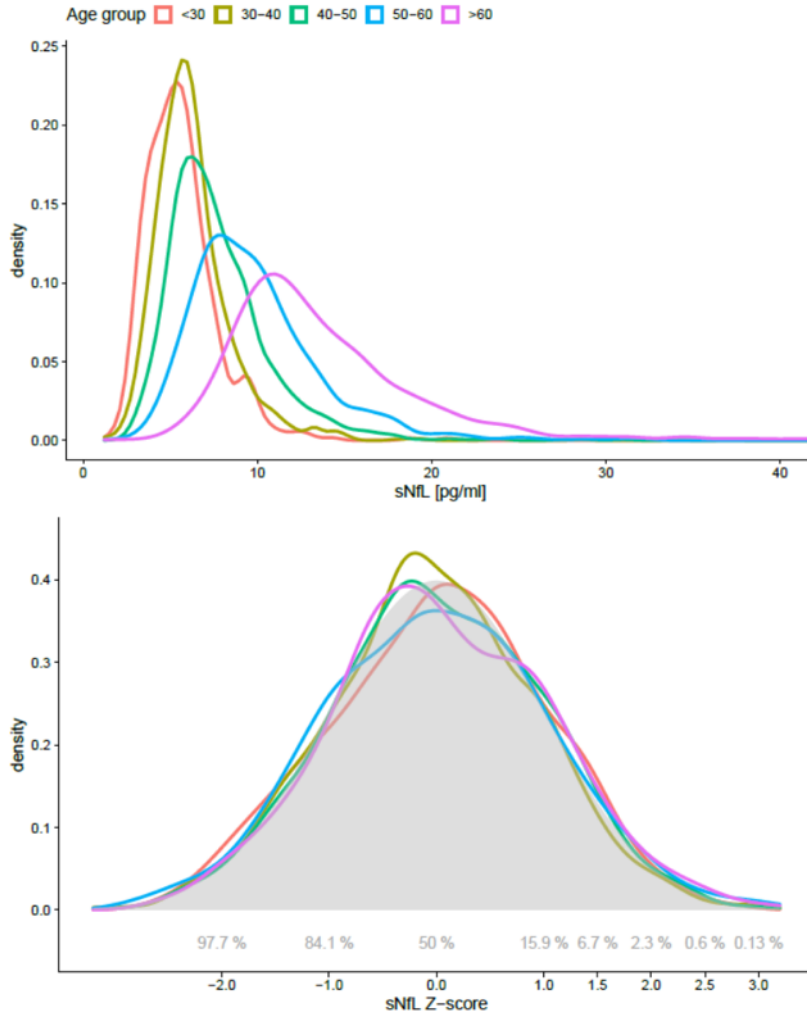 Age group <30 30−40 40−50 50−60 >60
0.25
0.20
0.15
0.10
0.05
0.00
density
0 10 20 30 40
sNfL [pg/ml]
0.4
0.3
0.2
0.1
0.0
density
97.7 % 84.1 % 50 % 15.9 % 6.7 % 2.3 % 0.6 % 0.13 %
-2.0 -1.0 0.0 1.0 1.5 2.0 2.5 3.0
sNfL Z−score